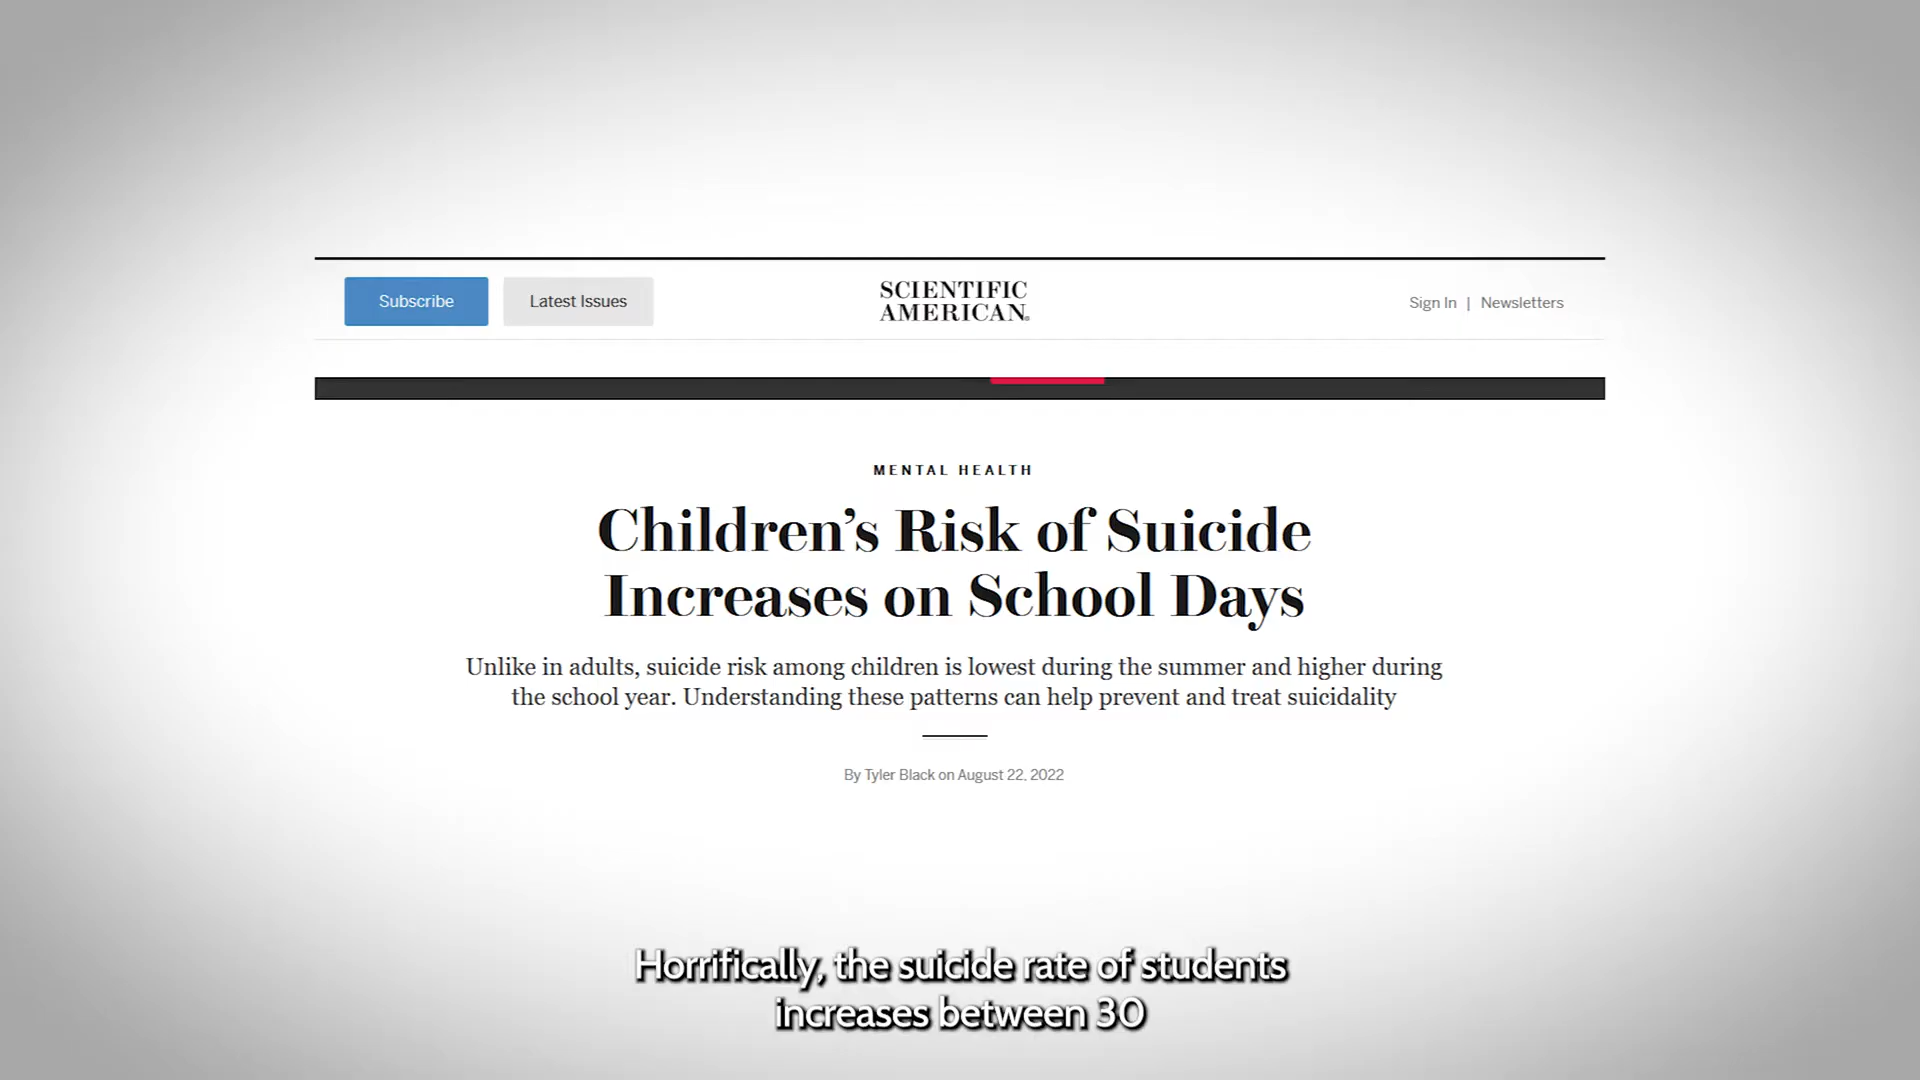 Subscribe
Latest Issues
SCIENTIFIC
AMERICAN®
Sign In | Newsletters
MENTAL HEALTH
Children’s Risk of Suicide
Increases on School Days
Unlike in adults, suicide risk among children is lowest during the summer and higher during
the school year. Understanding these patterns can help prevent and treat suicidality
By Tyler Black on August 22, 2022
Horrifically, the suicide rate of students
increases between 30